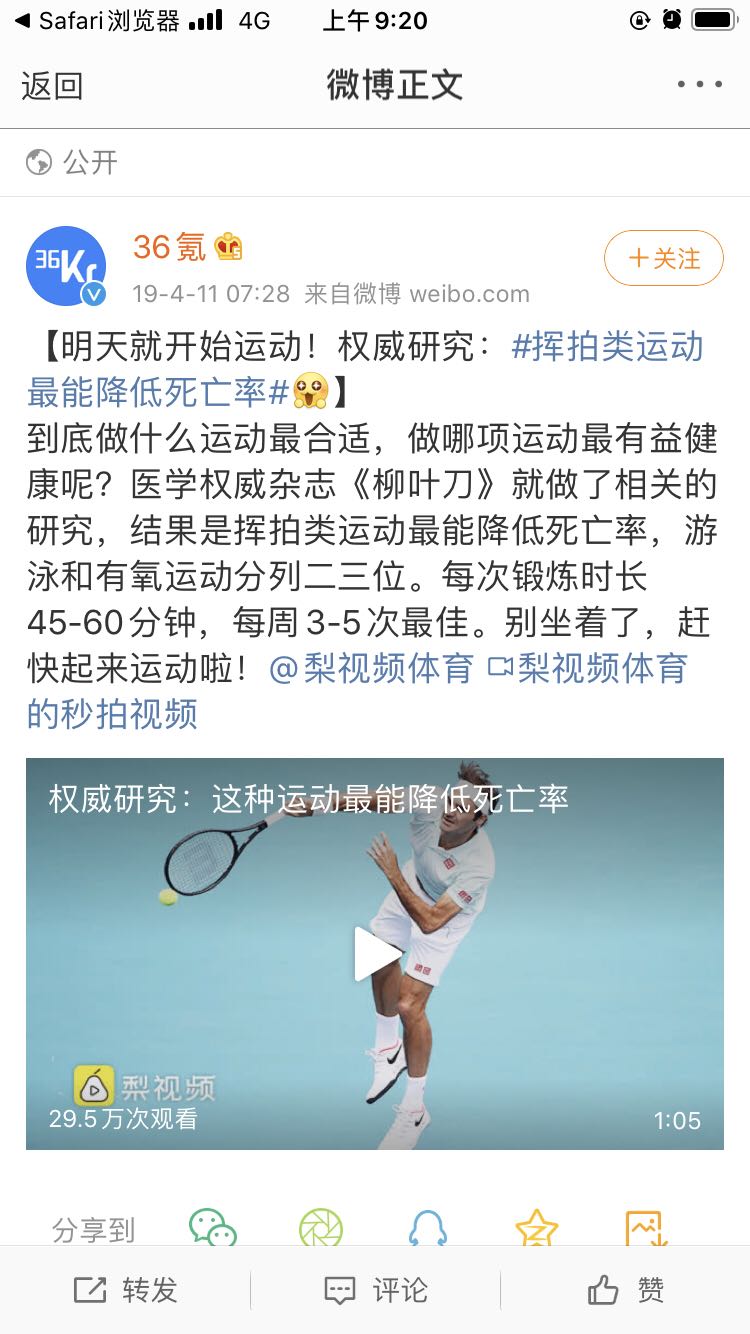 Safari浏览器 4G 上午9:20
返回 微博正文
公开
36Kr
36氪
+关注
19-4-11 07:28 来自微博 weibo.com
【明天就开始运动！权威研究：#挥拍类运动
最能降低死亡率#🤩】
到底做什么运动最合适，做哪项运动最有益健
康呢？医学权威杂志《柳叶刀》就做了相关的
研究，结果是挥拍类运动最能降低死亡率，游
泳和有氧运动分列二三位。每次锻炼时长
45-60分钟，每周3-5次最佳。别坐着了，赶
快起来运动啦！@梨视频体育 梨视频体育
的秒拍视频
权威研究：这种运动最能降低死亡率
梨视频
29.5万次观看 1:05
分享到
转发 评论 赞